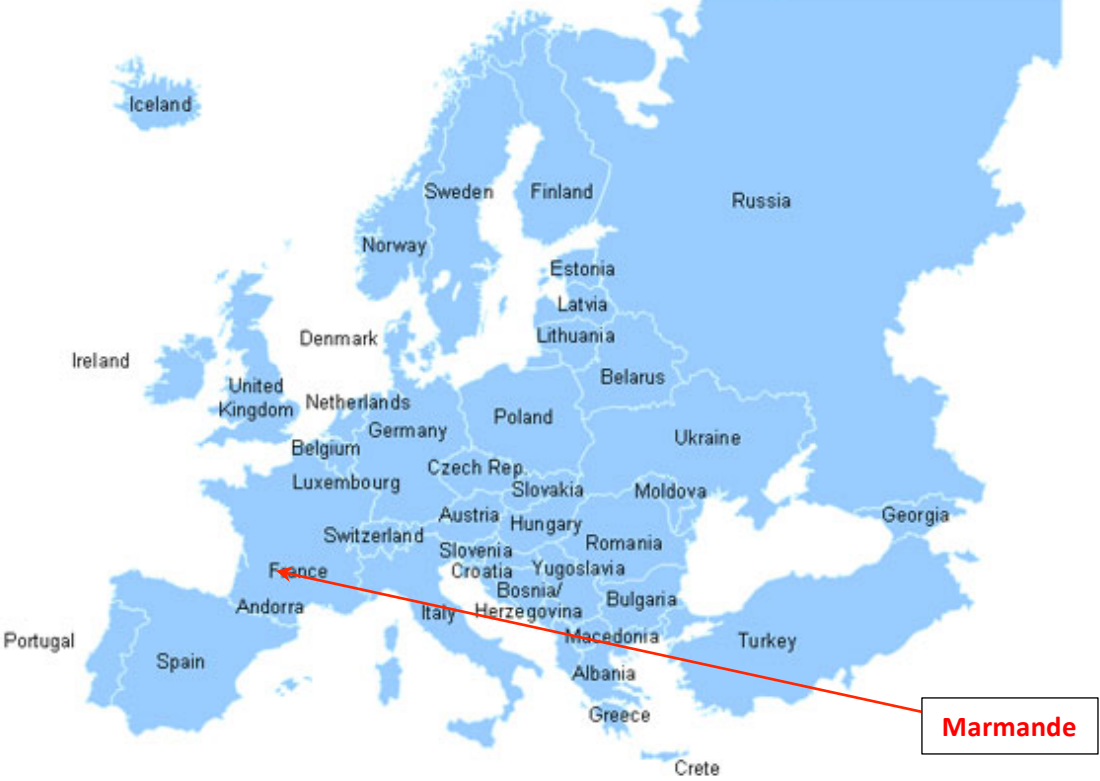 Iceland
Sweden
Finland
Russia
Norway
Estonia
Latvia
Denmark
Lithuania
Ireland
Belarus
United
Kingdom
Netherlands
Poland
Germany
Ukraine
Belgium
Czech Rep.
Luxembourg
Slovakia
Moldova
Austria
Georgia
Hungary
Switzerland
Romania
Slovenia
France
Croatia
Yugoslavia
Bosnia/
Herzegovina
Bulgaria
Andorra
Italy
Macedonia
Portugal
Turkey
Spain
Albania
Greece
Marmande
Crete